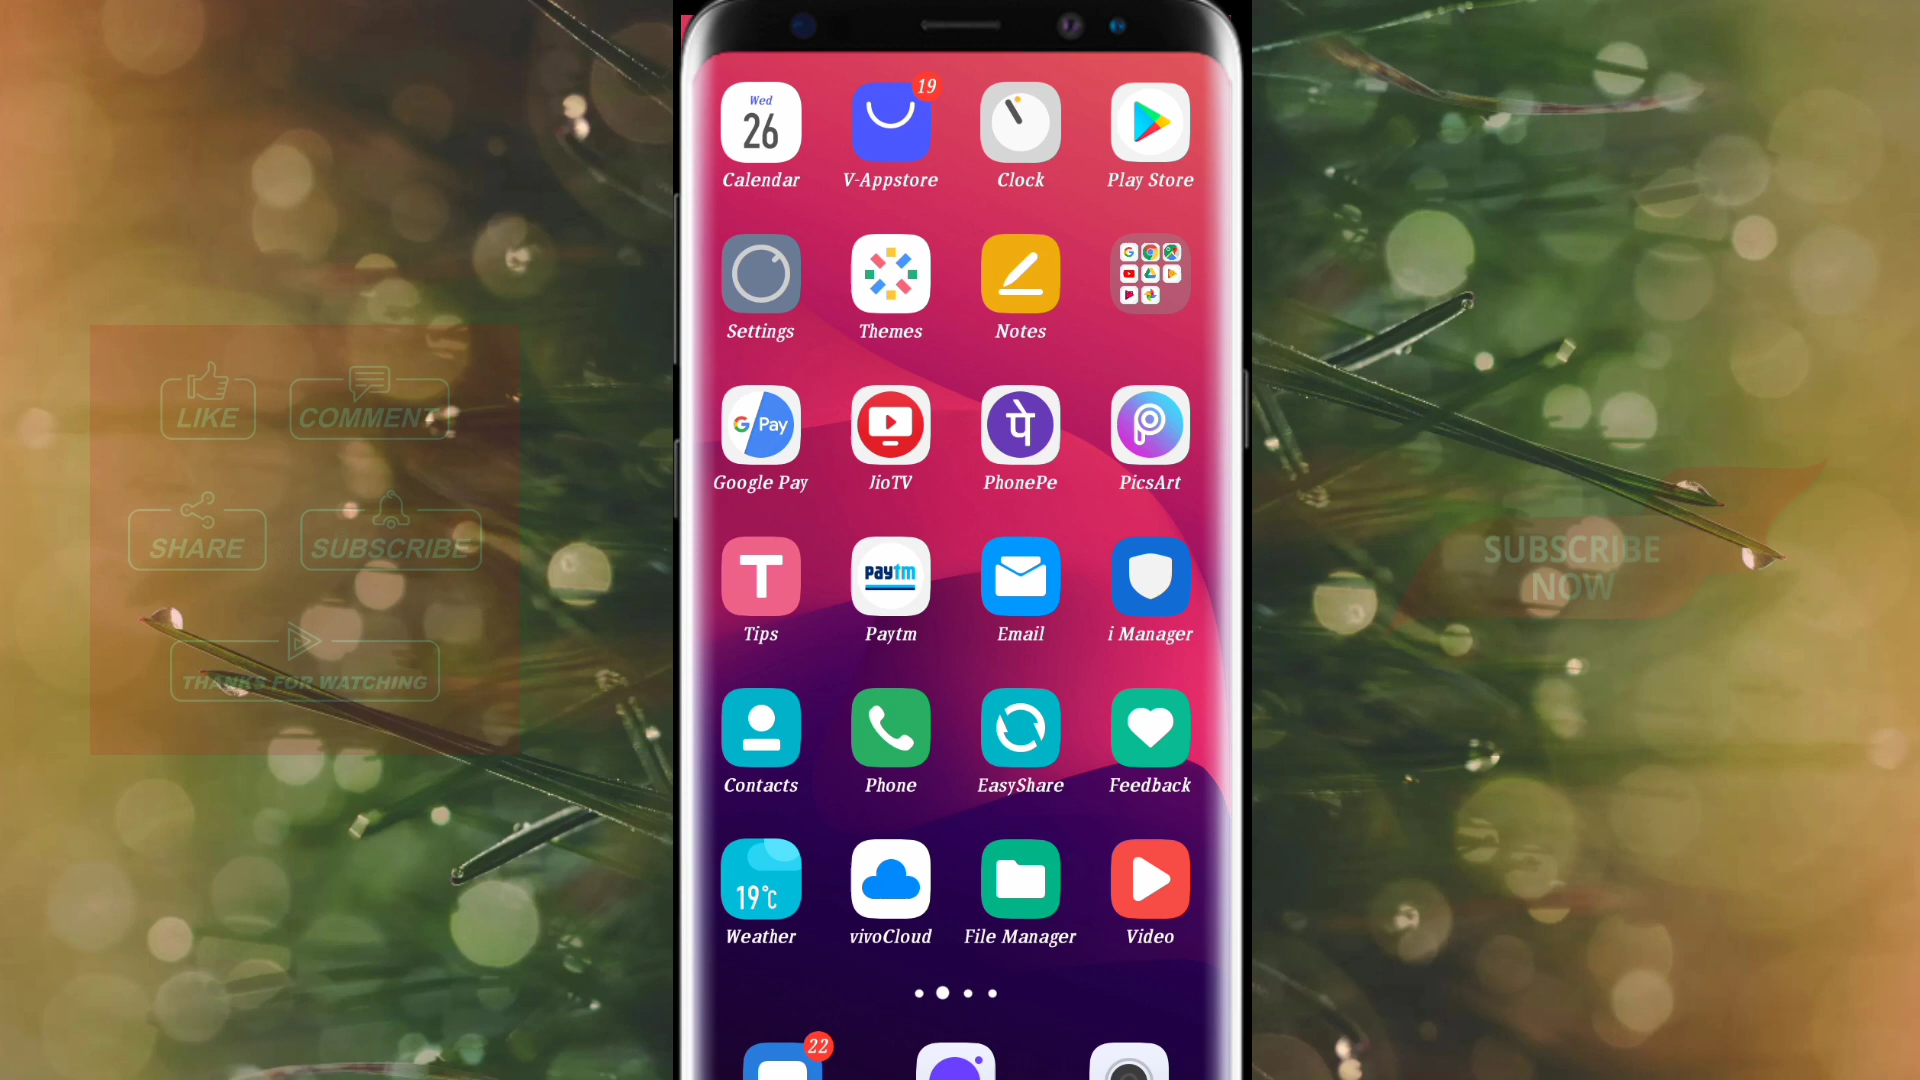 Wed
26
19
Calendar
V-Appstore
Clock
Play Store
Settings
Themes
Notes
G Pay
पे
Google Pay
JioTV
PhonePe
PicsArt
T
paytm
Tips
Paytm
Email
i Manager
Contacts
Phone
EasyShare
Feedback
19°c
Weather
vivoCloud
File Manager
Video
22
LIKE
COMMENT
SHARE
SUBSCRIBE
THANKS FOR WATCHING
SUBSCRIBE
NOW